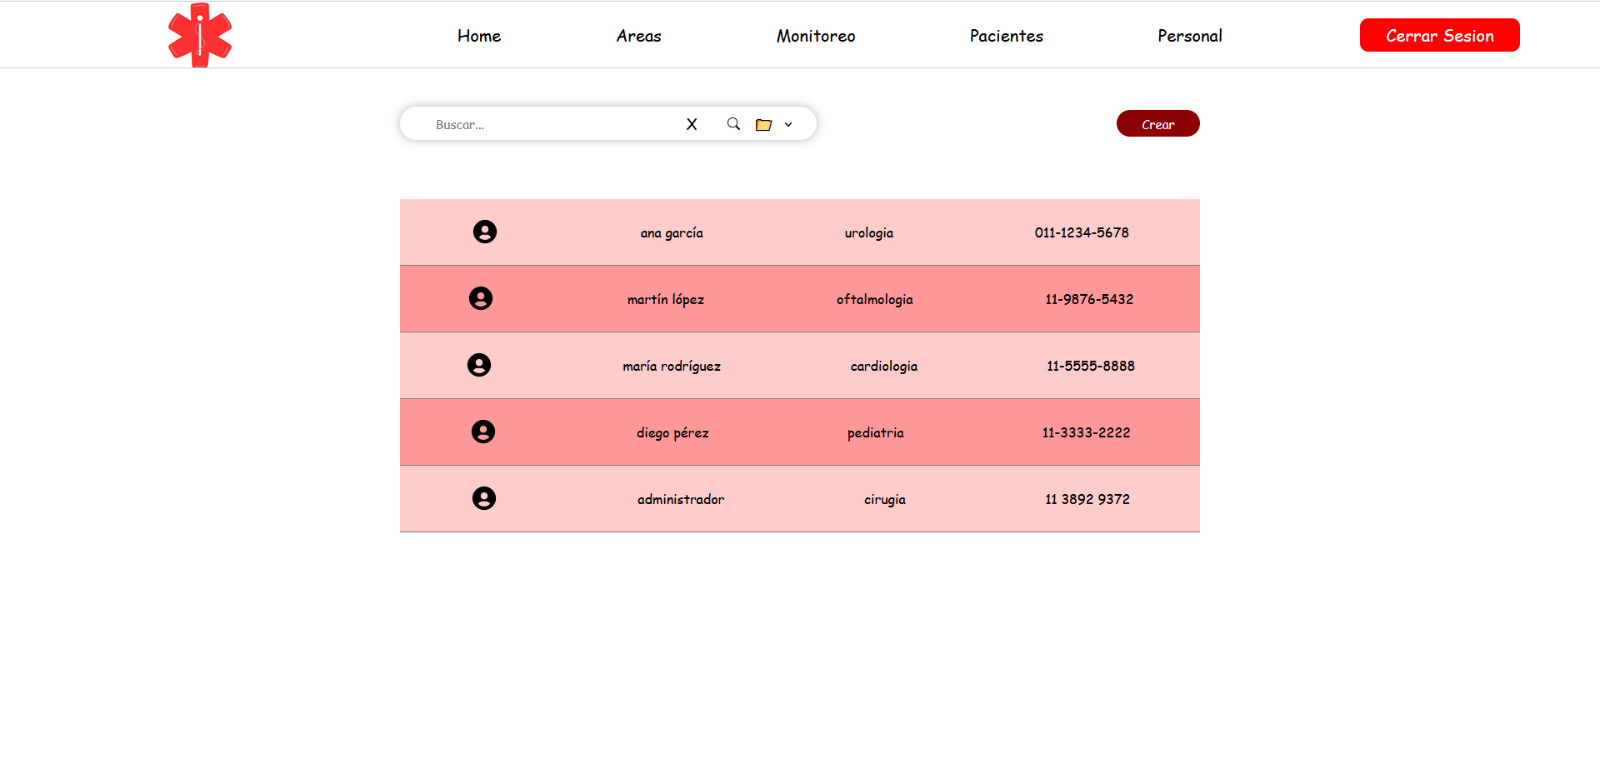 Home Areas Monitoreo Pacientes Personal Cerrar Sesion
Buscar... X Crear
ana garcía urologia 011-1234-5678
martín lópez oftalmologia 11-9876-5432
maría rodríguez cardiologia 11-5555-8888
diego pérez pediatria 11-3333-2222
administrador cirugia 11 3892 9372